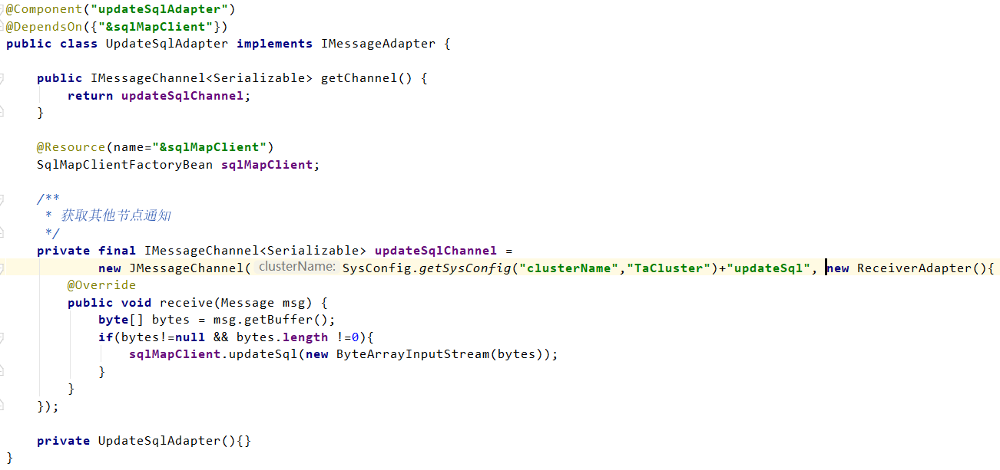 @Component("updateSqlAdapter")
@DependsOn({"&sqlMapClient"})
public class UpdateSqlAdapter implements IMessageAdapter {
    public IMessageChannel<Serializable> getChannel() {
        return updateSqlChannel;
    }
    @Resource(name="&sqlMapClient")
    SqlMapClientFactoryBean sqlMapClient;
    /**
     * 获取其他节点通知
     */
    private final IMessageChannel<Serializable> updateSqlChannel =
            new JMessageChannel( clusterName: SysConfig.getSysConfig("clusterName","TaCluster")+"updateSql", new ReceiverAdapter(){
        @Override
        public void receive(Message msg) {
            byte[] bytes = msg.getBuffer();
            if(bytes!=null && bytes.length !=0){
                sqlMapClient.updateSql(new ByteArrayInputStream(bytes));
            }
        }
    });
    private UpdateSqlAdapter(){}
}